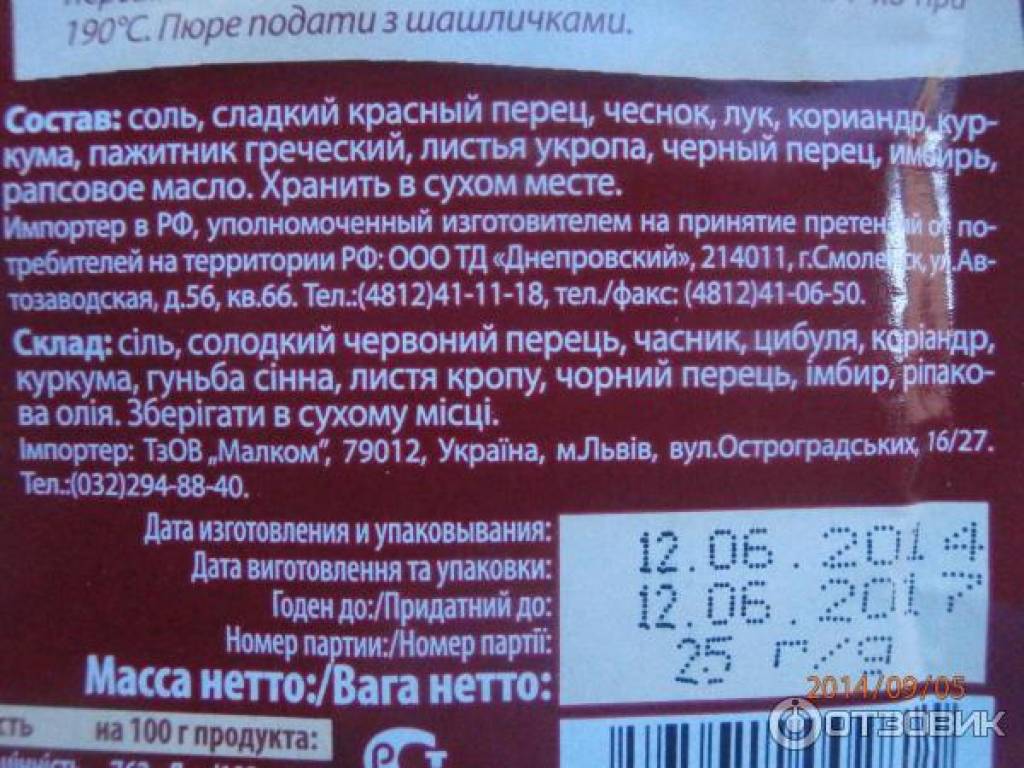 190°С. Пюре подати з шашличками.
Состав: соль, сладкий красный перец, чеснок, лук, кориандр, кур-
кума, пажитник греческий, листья укропа, черный перец, имбирь,
рапсовое масло. Хранить в сухом месте.
Импортер в РФ, уполномоченный изготовителем на принятие претензий от по-
требителей на территории РФ: ООО ТД «Днепровский», 214011, г.Смоленск, ул.Ав-
тозаводская, д.56, кв.66. Тел.:(4812)41-11-18, тел./факс: (4812)41-06-50.
Склад: сіль, солодкий червоний перець, часник, цибуля, коріандр,
куркума, гуньба сінна, листя кропу, чорний перець, імбир, ріпако-
ва олія. Зберігати в сухому місці.
Імпортер: ТзОВ „Малком”, 79012, Україна, м.Львів, вул.Остроградських, 16/27.
Тел.:(032)294-88-40.
Дата изготовления и упаковывания:
Дата виготовлення та упаковки:
Годен до:/Придатний до:
Номер партии:/Номер партії:
Масса нетто:/Вага нетто:
12.06.2014
12.06.2017
25 г/g
2014/09/05
на 100 г продукта:
РСТ
ОТЗОВИК